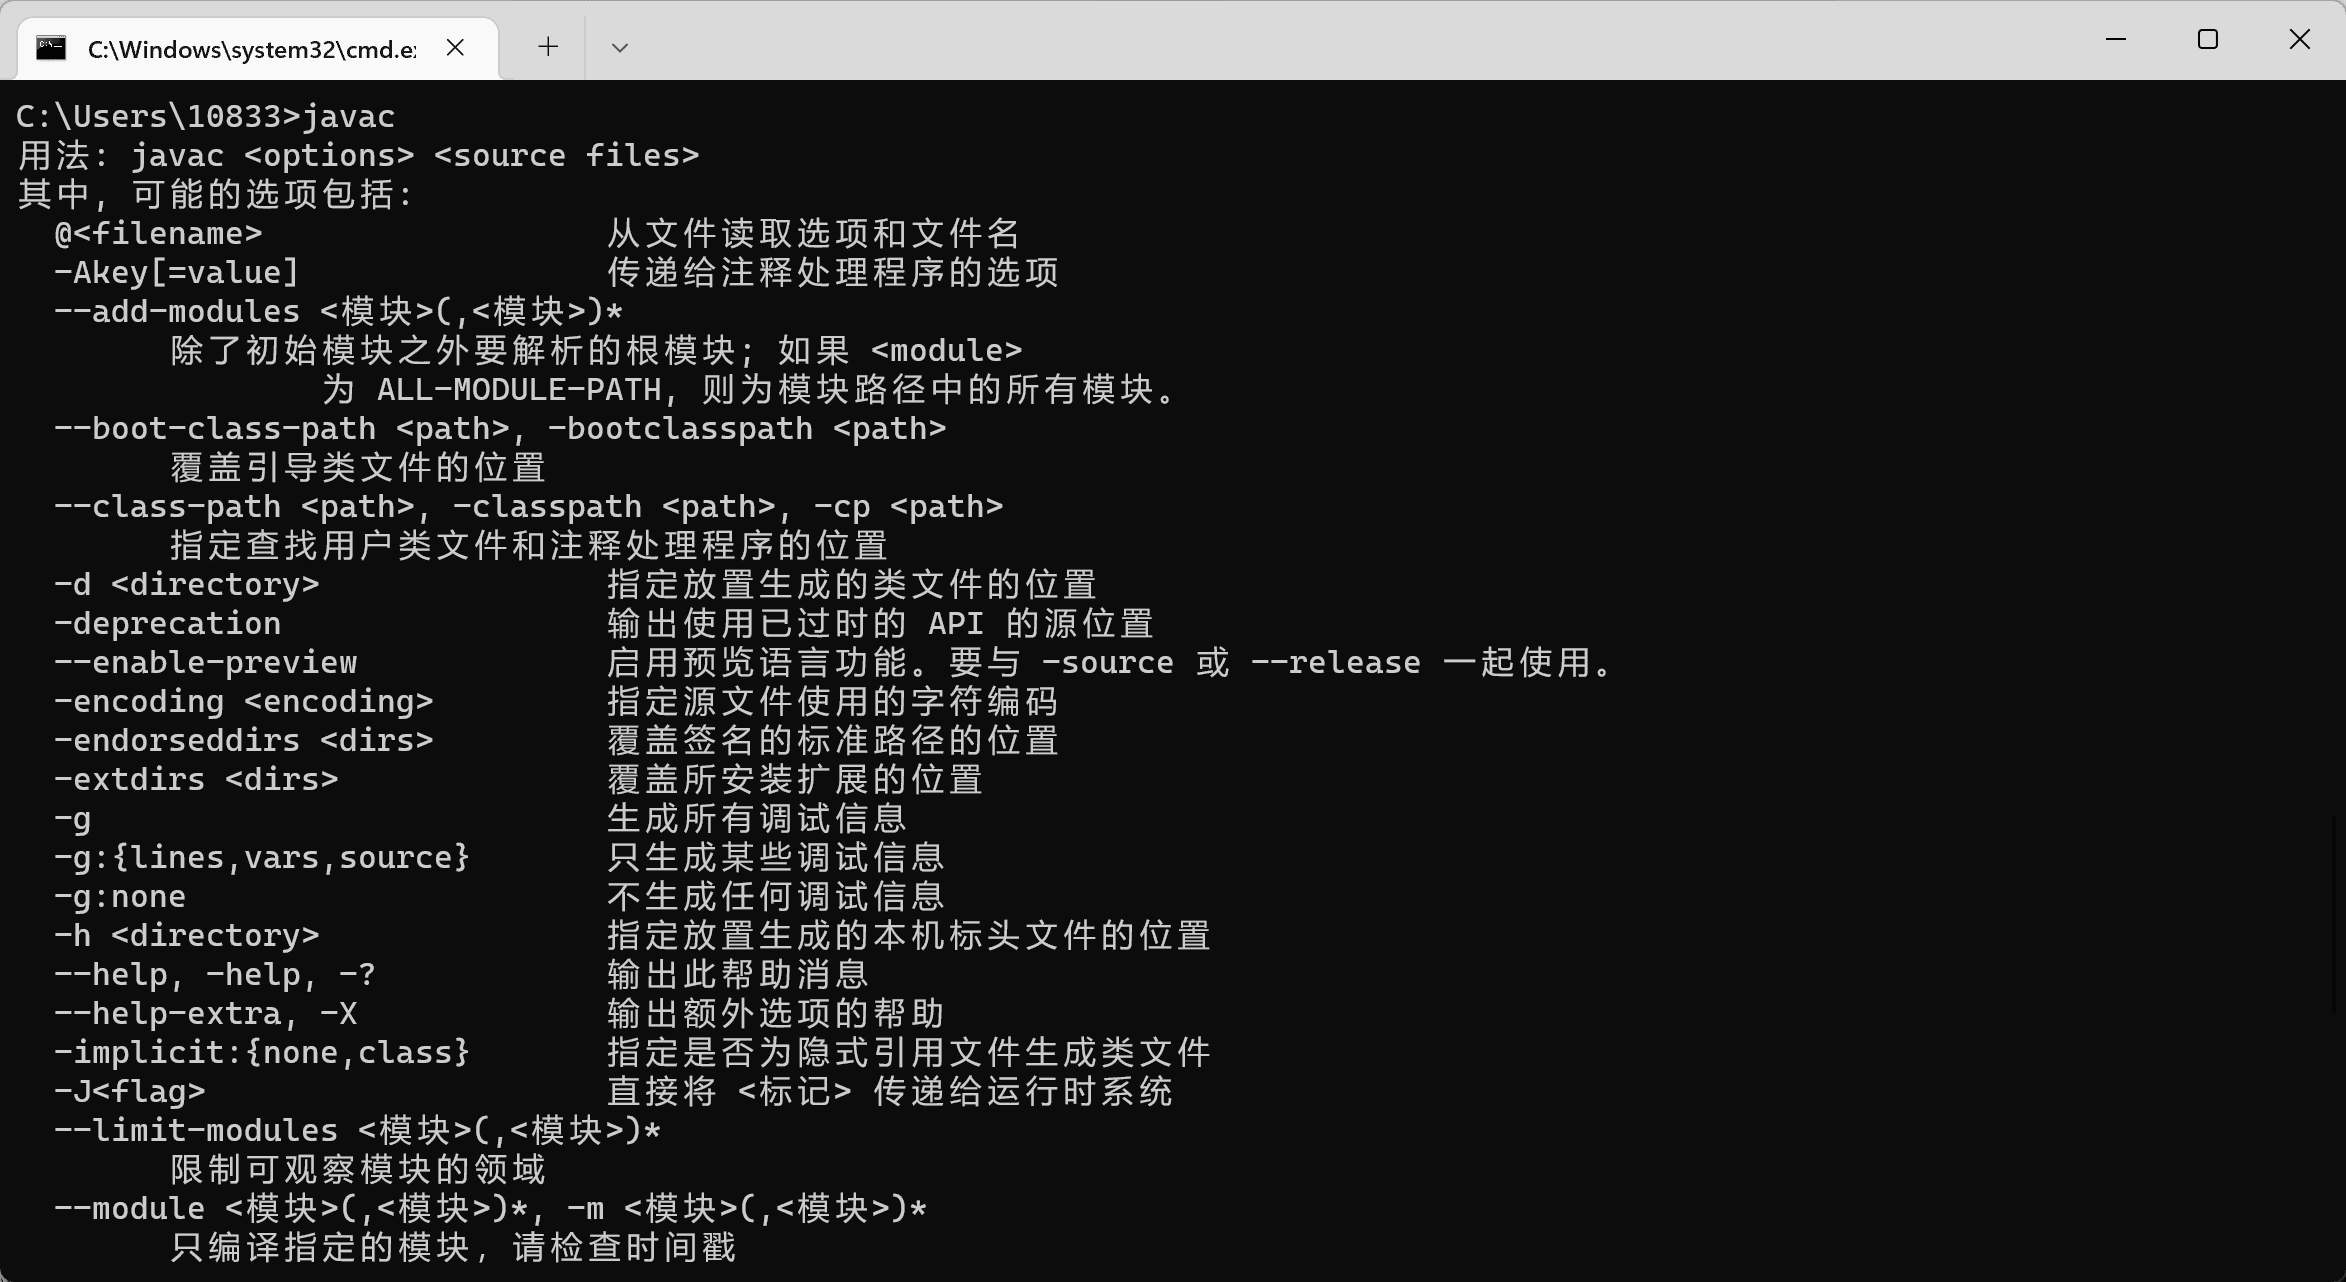 C:\Windows\system32\cmd.e
C:\Users\10833>javac
用法: javac <options> <source files>
其中, 可能的选项包括:
  @<filename>                  从文件读取选项和文件名
  -Akey[=value]                传递给注释处理程序的选项
  --add-modules <模块>(,<模块>)*
        除了初始模块之外要解析的根模块; 如果 <module>
                为 ALL-MODULE-PATH, 则为模块路径中的所有模块。
  --boot-class-path <path>, -bootclasspath <path>
        覆盖引导类文件的位置
  --class-path <path>, -classpath <path>, -cp <path>
        指定查找用户类文件和注释处理程序的位置
  -d <directory>               指定放置生成的类文件的位置
  -deprecation                 输出使用已过时的 API 的源位置
  --enable-preview             启用预览语言功能。要与 -source 或 --release 一起使用。
  -encoding <encoding>         指定源文件使用的字符编码
  -endorseddirs <dirs>         覆盖签名的标准路径的位置
  -extdirs <dirs>              覆盖所安装扩展的位置
  -g                           生成所有调试信息
  -g:{lines,vars,source}       只生成某些调试信息
  -g:none                      不生成任何调试信息
  -h <directory>               指定放置生成的本机标头文件的位置
  --help, -help, -?            输出此帮助消息
  --help-extra, -X             输出额外选项的帮助
  -implicit:{none,class}       指定是否为隐式引用文件生成类文件
  -J<flag>                     直接将 <标记> 传递给运行时系统
  --limit-modules <模块>(,<模块>)*
        限制可观察模块的领域
  --module <模块>(,<模块>)*, -m <模块>(,<模块>)*
        只编译指定的模块, 请检查时间戳